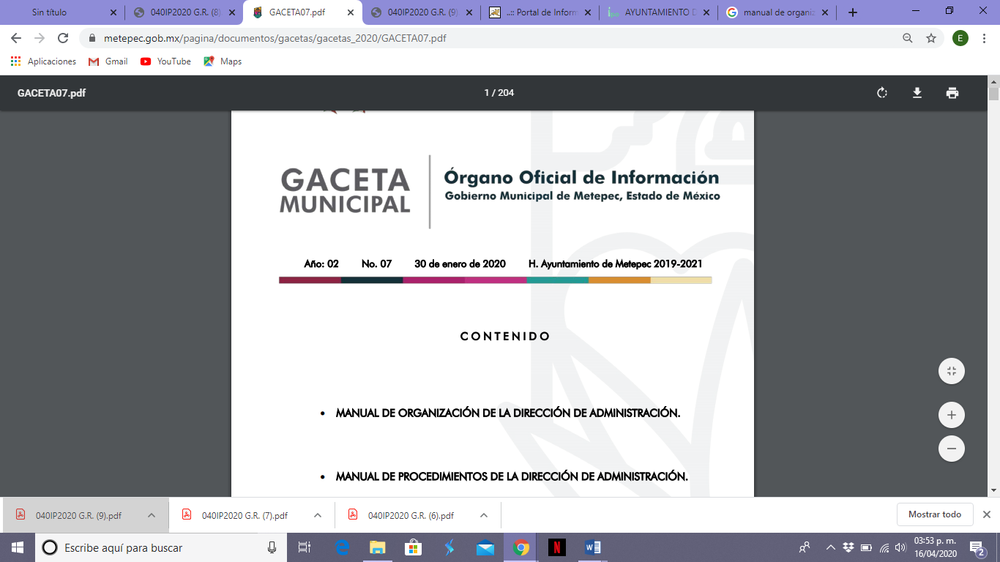 Sin título
040IP2020 G.R. (8)
GACETA07.pdf
040IP2020 G.R. (9)
..:: Portal de Inform
AYUNTAMIENTO D
manual de organiz
metepec.gob.mx/pagina/documentos/gacetas/gacetas_2020/GACETA07.pdf
E
Aplicaciones
Gmail
YouTube
Maps
GACETA07.pdf
1 / 204
GACETA
MUNICIPAL
Órgano Oficial de Información
Gobierno Municipal de Metepec, Estado de México
Año: 02 No. 07 30 de enero de 2020 H. Ayuntamiento de Metepec 2019-2021
CONTENIDO
• MANUAL DE ORGANIZACIÓN DE LA DIRECCIÓN DE ADMINISTRACIÓN.
• MANUAL DE PROCEDIMIENTOS DE LA DIRECCIÓN DE ADMINISTRACIÓN.
040IP2020 G.R. (9).pdf
040IP2020 G.R. (7).pdf
040IP2020 G.R. (6).pdf
Mostrar todo
Escribe aquí para buscar
03:53 p. m.
16/04/2020
2